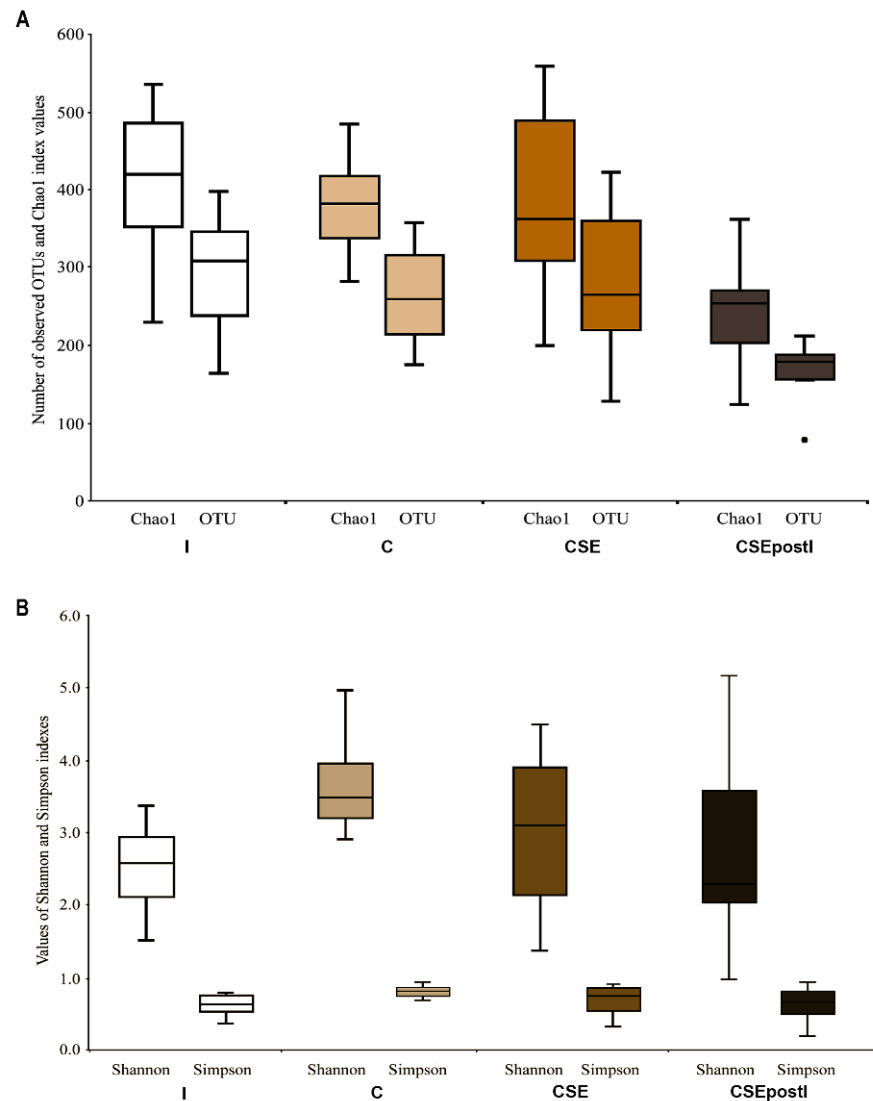 A
Number of observed OTUs and Chao1 index values
600
500
400
300
200
100
0
Chao1 OTU Chao1 OTU Chao1 OTU Chao1 OTU
I C CSE CSEpostI
B
Values of Shannon and Simpson indexes
6.0
5.0
4.0
3.0
2.0
1.0
0.0
Shannon Simpson Shannon Simpson Shannon Simpson Shannon Simpson
I C CSE CSEpostI